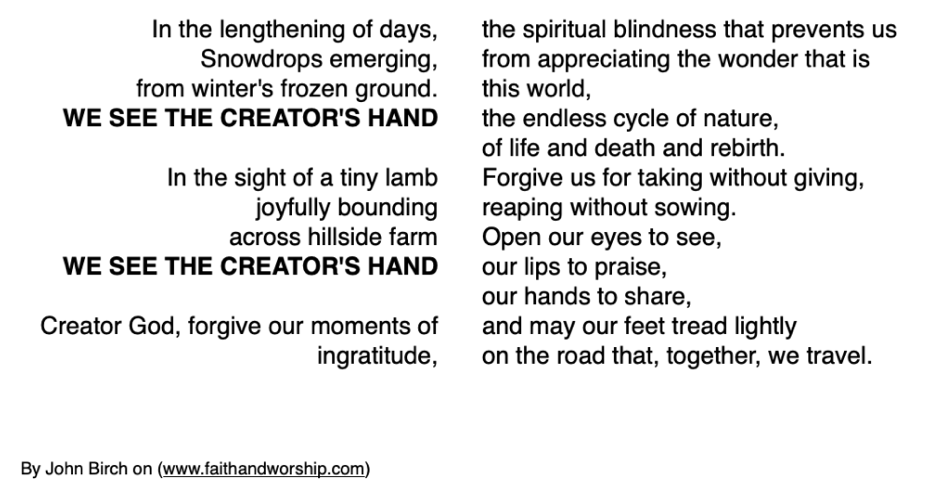 In the lengthening of days,
Snowdrops emerging,
from winter's frozen ground.
WE SEE THE CREATOR'S HAND
In the sight of a tiny lamb
joyfully bounding
across hillside farm
WE SEE THE CREATOR'S HAND
Creator God, forgive our moments of
ingratitude,
the spiritual blindness that prevents us
from appreciating the wonder that is
this world,
the endless cycle of nature,
of life and death and rebirth.
Forgive us for taking without giving,
reaping without sowing.
Open our eyes to see,
our lips to praise,
our hands to share,
and may our feet tread lightly
on the road that, together, we travel.
By John Birch on (www.faithandworship.com)